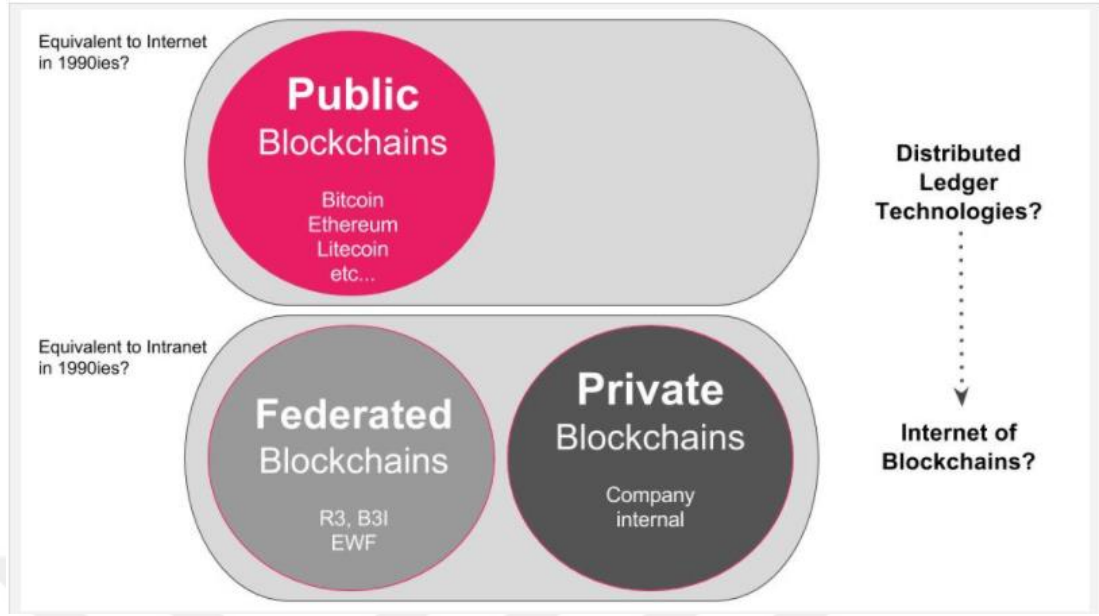 Equivalent to Internet
in 1990ies?
Public
Blockchains
Bitcoin
Ethereum
Litecoin
etc...
Distributed
Ledger
Technologies?
Equivalent to Intranet
in 1990ies?
Federated
Blockchains
R3, B3I
EWF
Private
Blockchains
Company
internal
Internet of
Blockchains?